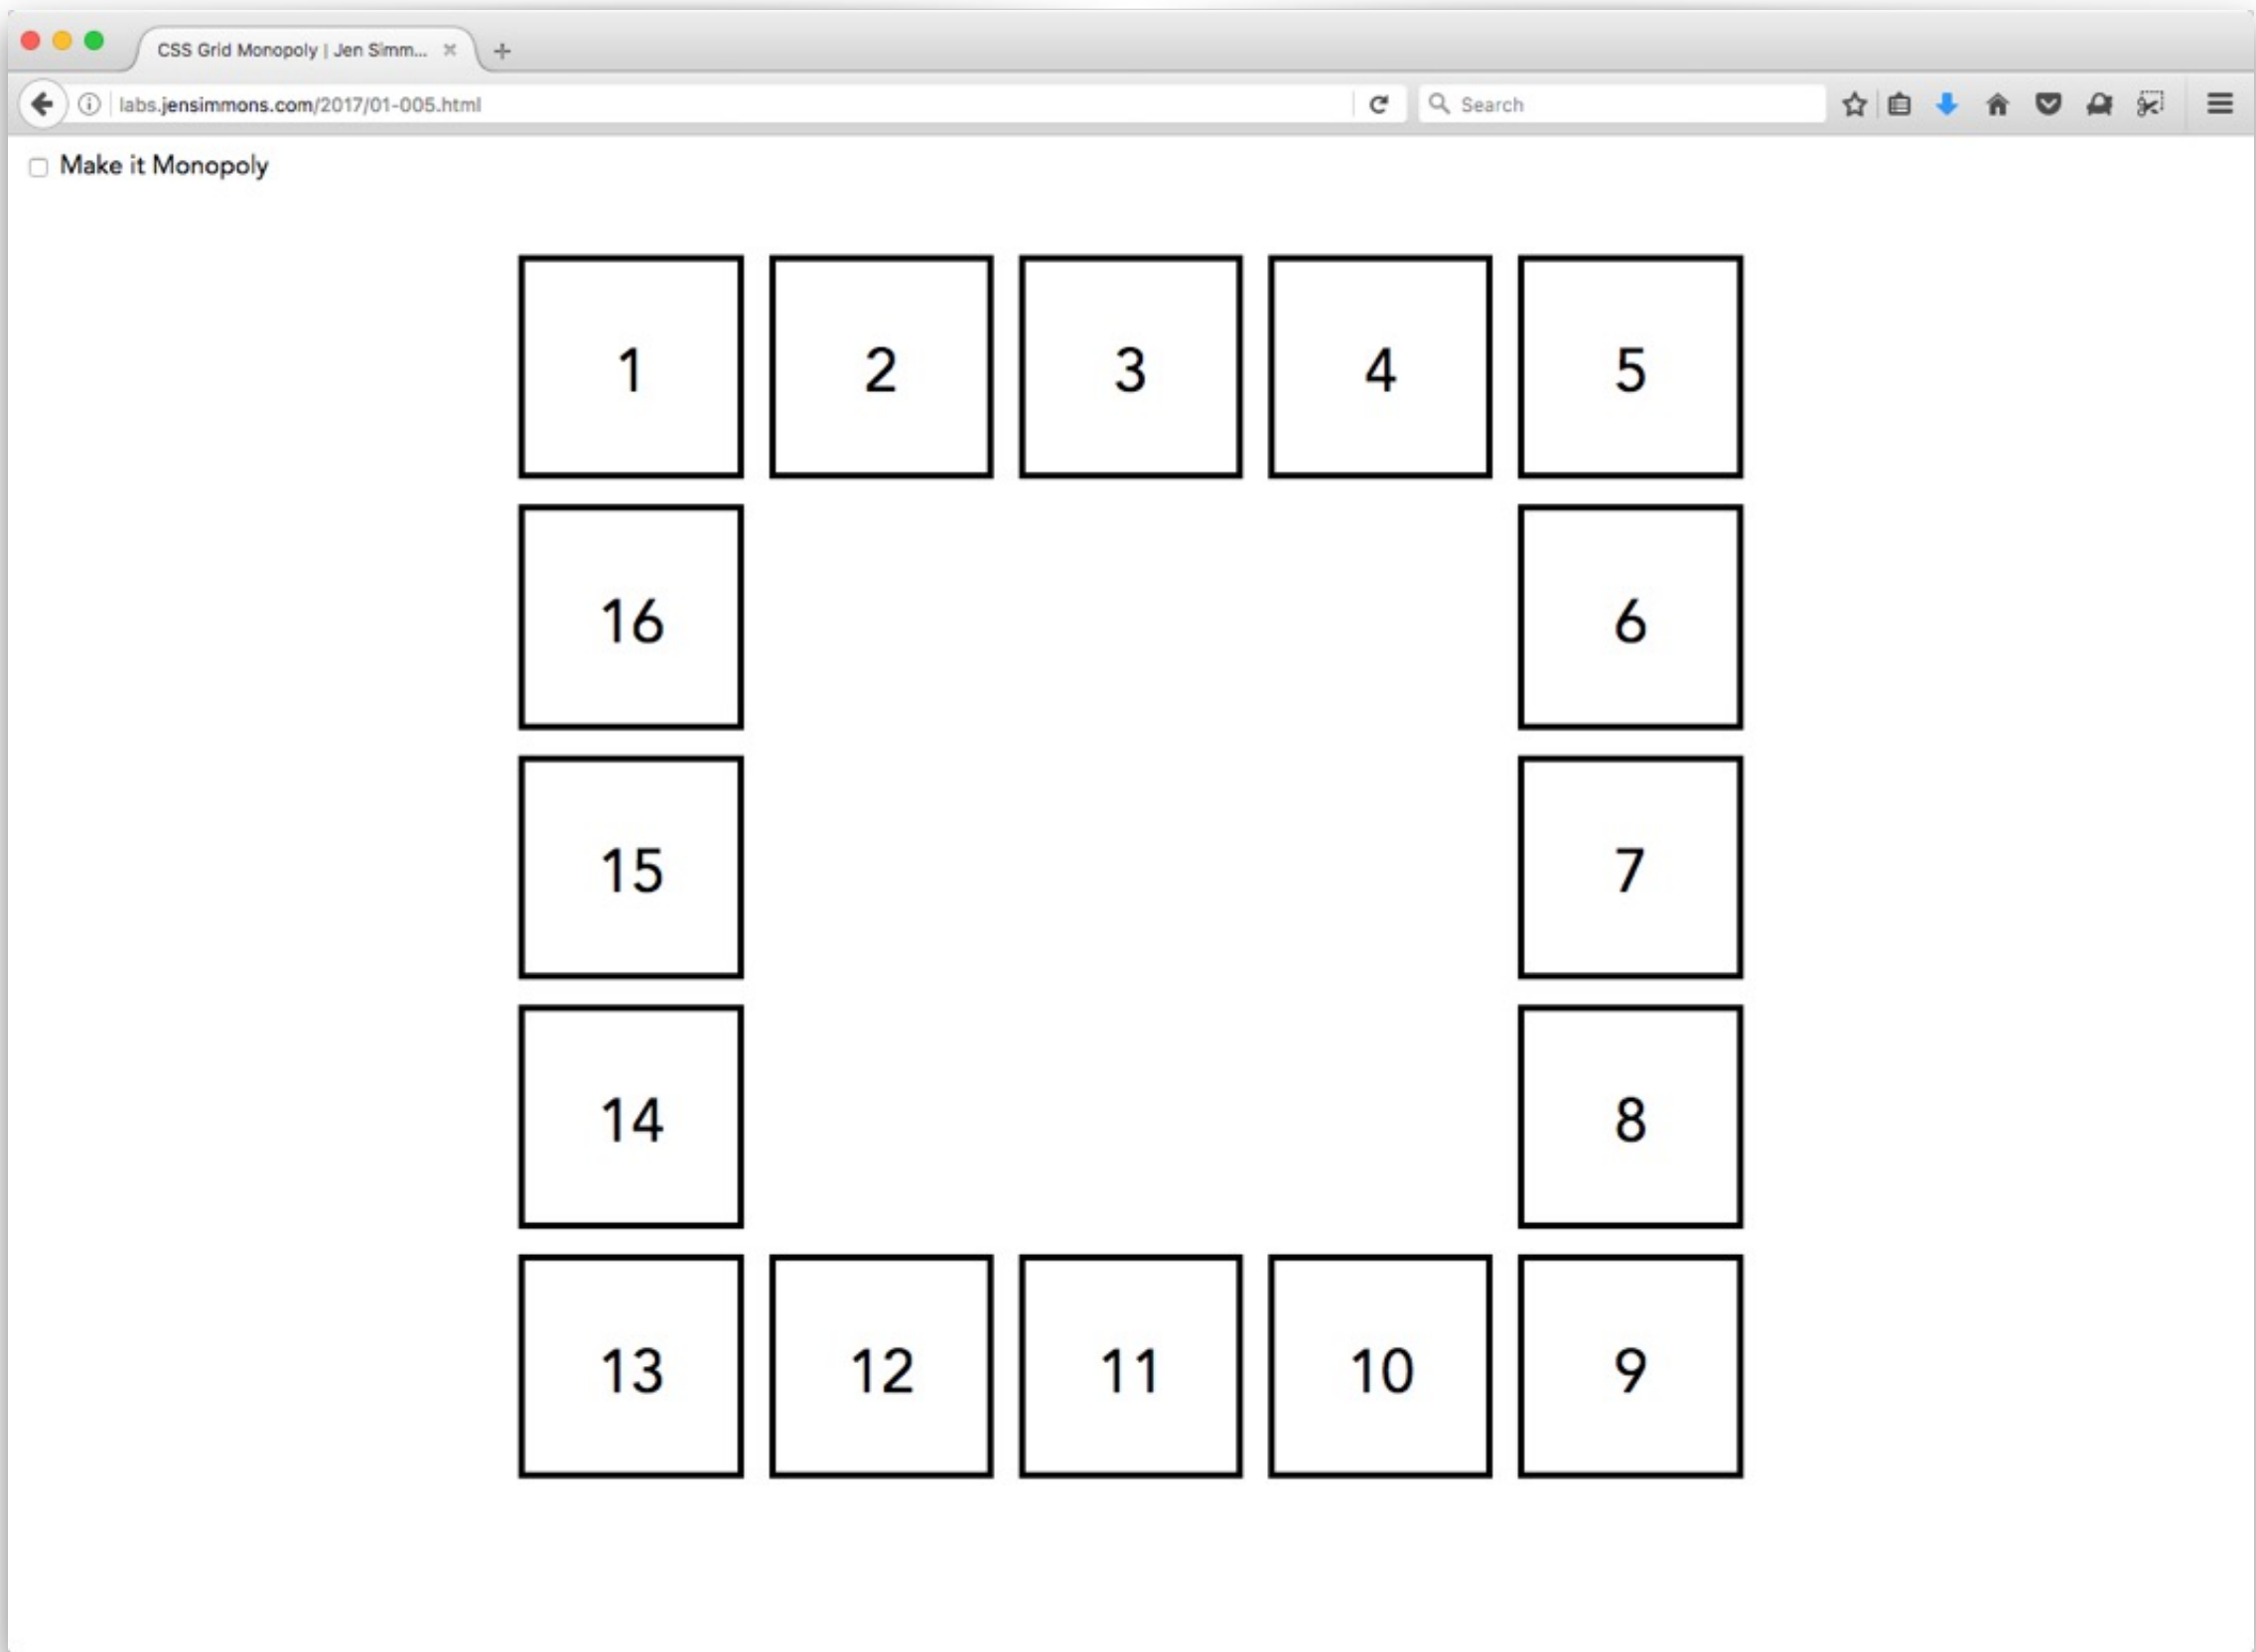 CSS Grid Monopoly | Jen Simm...
labs.jensimmons.com/2017/01-005.html
Search
Make it Monopoly
1 2 3 4 5
16 6
15 7
14 8
13 12 11 10 9